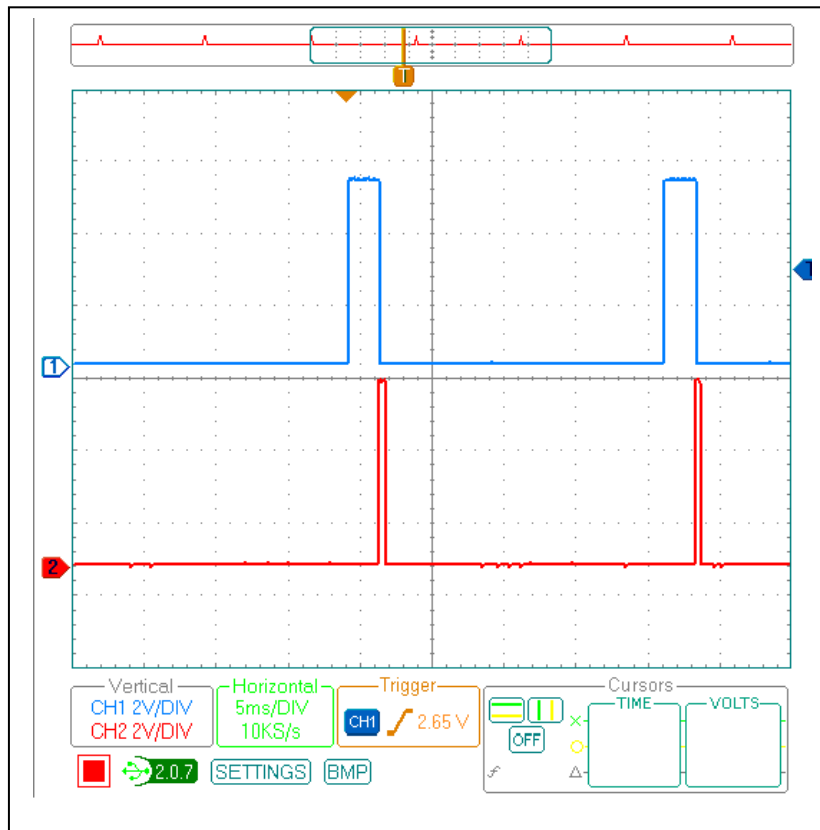 T
1
T
2
Vertical
CH1 2V/DIV
CH2 2V/DIV
Horizontal
5ms/DIV
10KS/s
Trigger
CH1 2.65 V
Cursors
TIME
VOLTS
OFF
X
O
Δ
2.0.7
SETTINGS
BMP